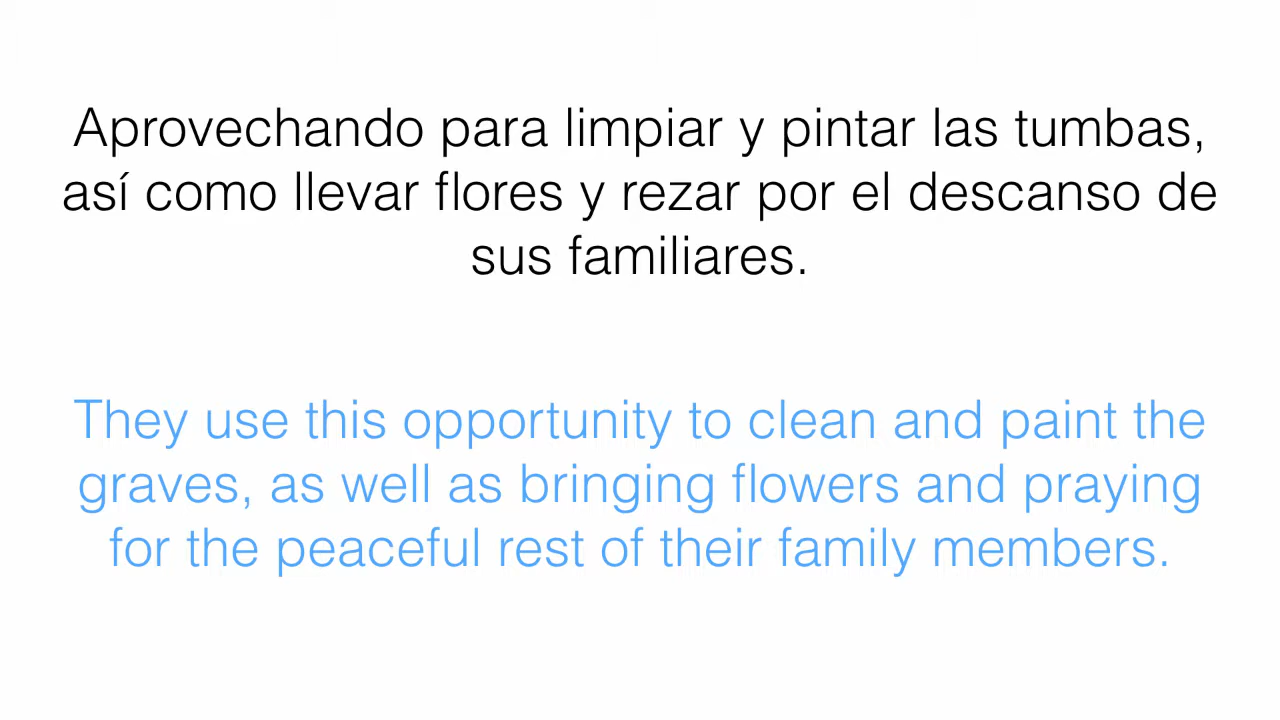 Aprovechando para limpiar y pintar las tumbas,
así como llevar flores y rezar por el descanso de
sus familiares.
They use this opportunity to clean and paint the
graves, as well as bringing flowers and praying
for the peaceful rest of their family members.